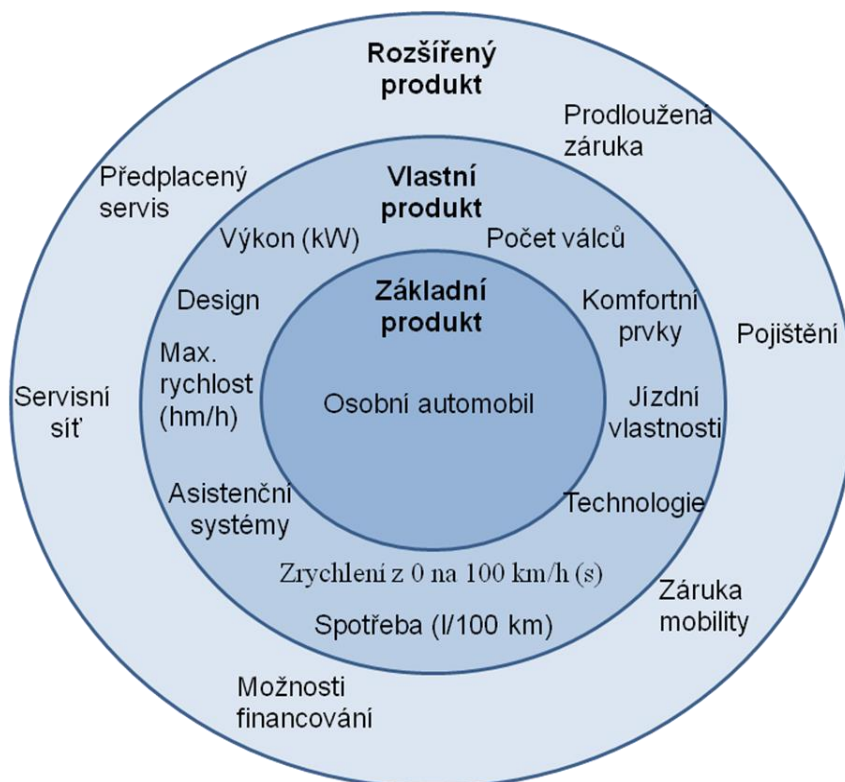 Rozšířený
produkt
Prodloužená
záruka
Předplacený
servis
Vlastní
produkt
Výkon (kW)
Počet válců
Základní
produkt
Design
Komfortní
prvky
Pojištění
Max.
rychlost
(hm/h)
Servisní
síť
Osobní automobil
Jízdní
vlastnosti
Asistenční
systémy
Technologie
Zrychlení z 0 na 100 km/h (s)
Spotřeba (l/100 km)
Záruka
mobility
Možnosti
financování